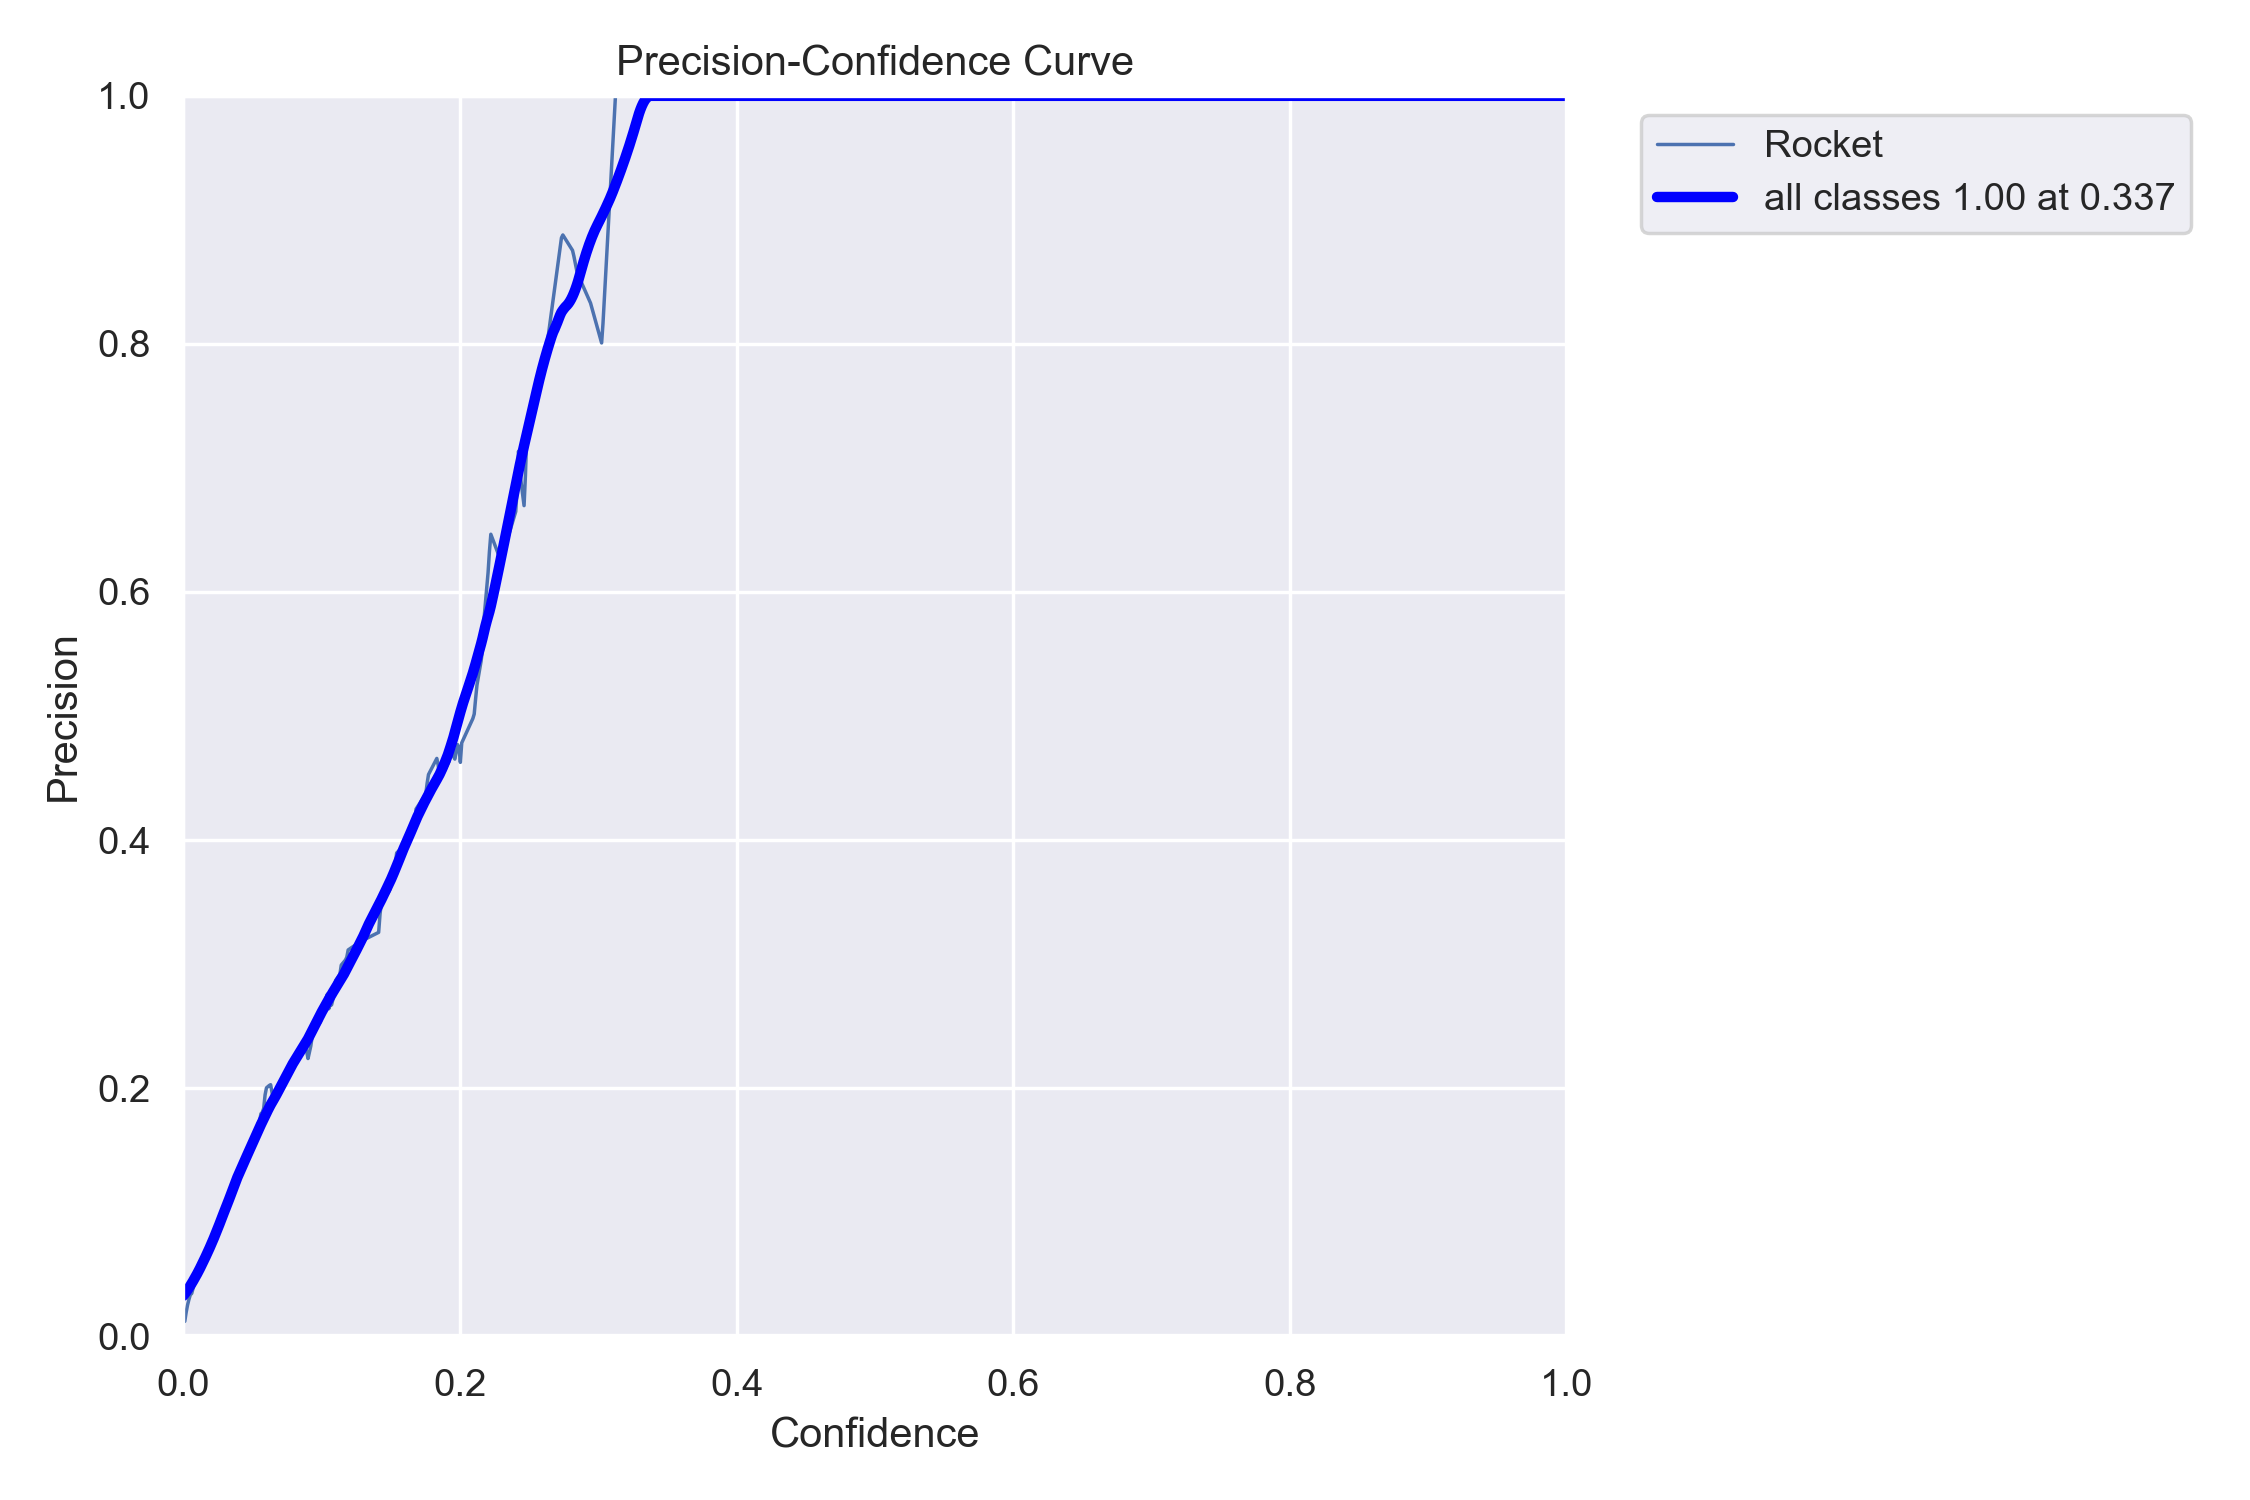 Precision-Confidence Curve
1.0
0.8
0.6
0.4
0.2
0.0
Precision
0.0 0.2 0.4 0.6 0.8 1.0
Confidence
Rocket
all classes 1.00 at 0.337